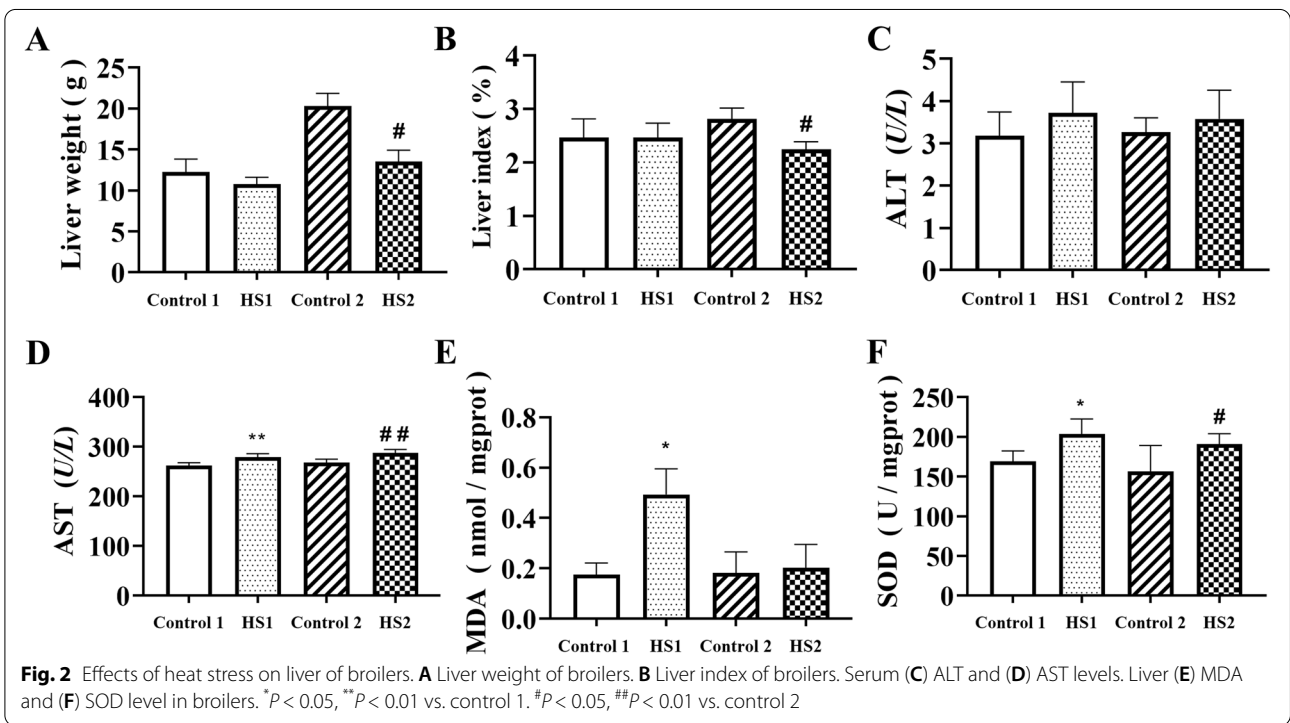 A
B
C
Liver weight ( g )
25
20
15
10
5
0
#
Control 1 HS1 Control 2 HS2
Liver index ( % )
4
3
2
1
0
#
Control 1 HS1 Control 2 HS2
ALT (U/L)
5
4
3
2
1
0
Control 1 HS1 Control 2 HS2
D
E
F
AST (U/L)
400
300
200
100
0
**
##
Control 1 HS1 Control 2 HS2
MDA ( nmol / mgprot )
0.8
0.6
0.4
0.2
0.0
*
Control 1 HS1 Control 2 HS2
SOD ( U / mgprot )
250
200
150
100
50
0
*
#
Control 1 HS1 Control 2 HS2
Fig. 2 Effects of heat stress on liver of broilers. A Liver weight of broilers. B Liver index of broilers. Serum (C) ALT and (D) AST levels. Liver (E) MDA
and (F) SOD level in broilers. *P < 0.05, **P < 0.01 vs. control 1. #P < 0.05, ##P < 0.01 vs. control 2